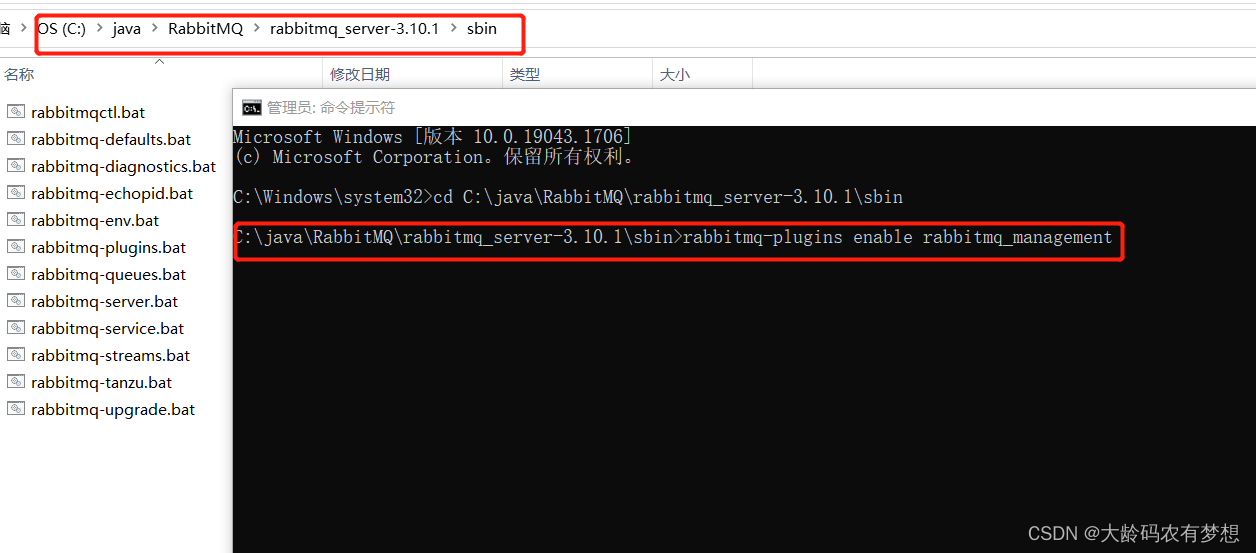 脑 > OS (C:) > java > RabbitMQ > rabbitmq_server-3.10.1 > sbin
名称 修改日期 类型 大小
rabbitmqctl.bat
rabbitmq-defaults.bat
rabbitmq-diagnostics.bat
rabbitmq-echopid.bat
rabbitmq-env.bat
rabbitmq-plugins.bat
rabbitmq-queues.bat
rabbitmq-server.bat
rabbitmq-service.bat
rabbitmq-streams.bat
rabbitmq-tanzu.bat
rabbitmq-upgrade.bat
管理员: 命令提示符
Microsoft Windows [版本 10.0.19043.1706]
(c) Microsoft Corporation。保留所有权利。
C:\Windows\system32>cd C:\java\RabbitMQ\rabbitmq_server-3.10.1\sbin
C:\java\RabbitMQ\rabbitmq_server-3.10.1\sbin>rabbitmq-plugins enable rabbitmq_management
CSDN @大龄码农有梦想